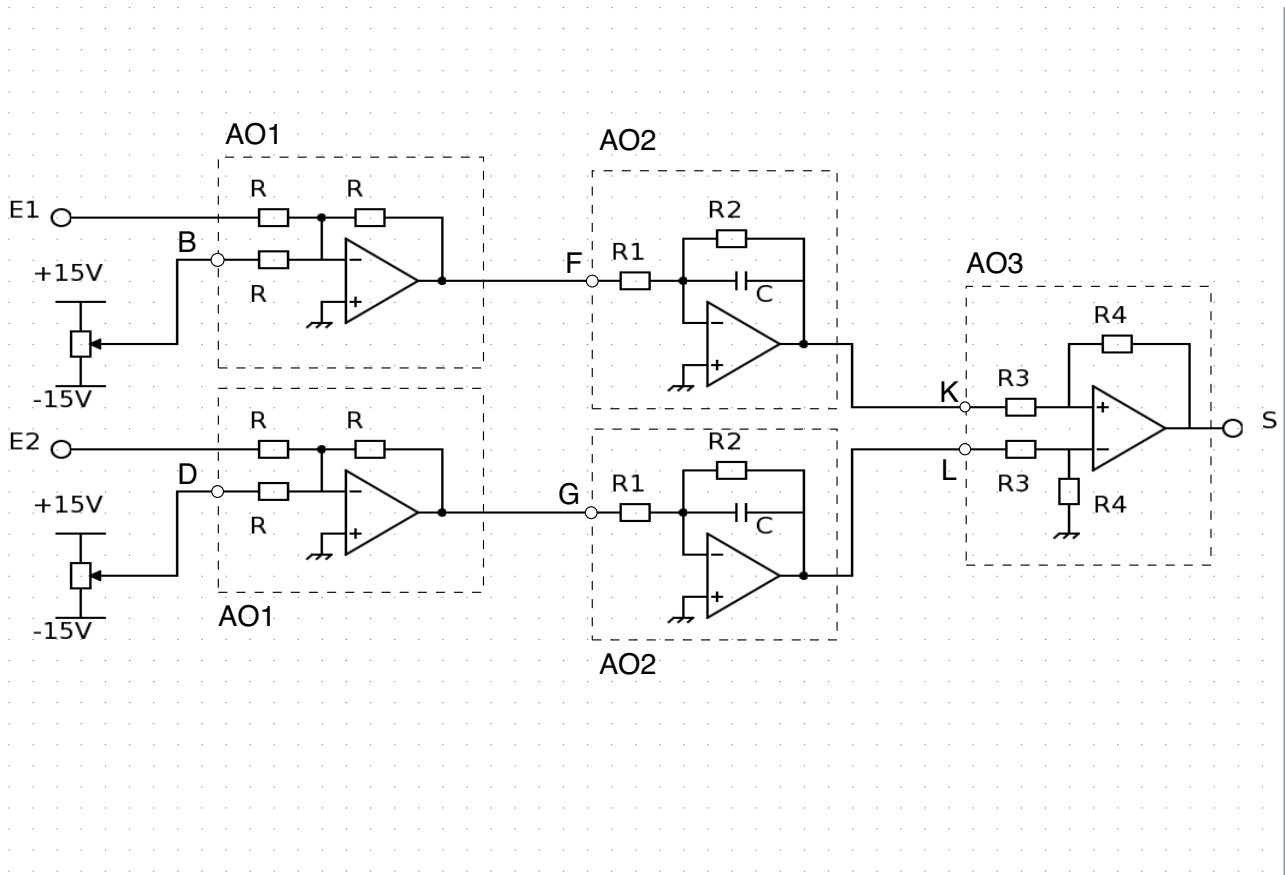 AO1
AO2
R R
E1
R2
B
F R1
AO3
+15V
R
C
R4
-15V
K R3
+ -
R R
E2
S
R2
D
L R3
G R1
R4
+15V
R
C
-15V
AO1
AO2